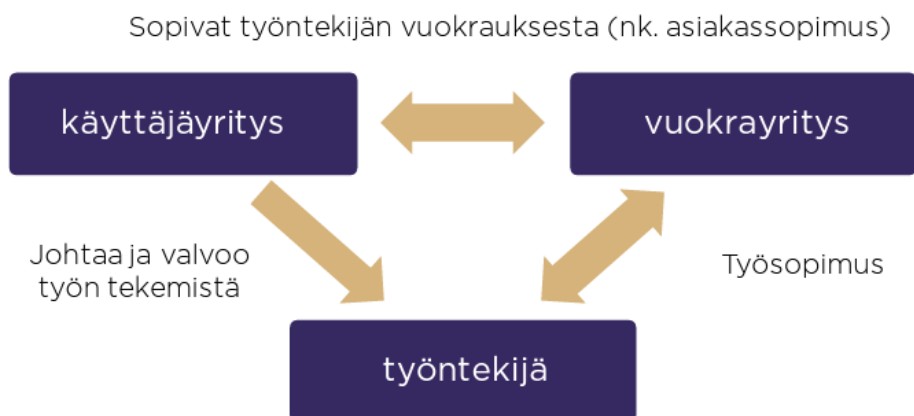 Sopivat työntekijän vuokrauksesta (nk. asiakassopimus)
käyttäjäyritys
vuokrayritys
Johtaa ja valvoo
työn tekemistä
Työsopimus
työntekijä